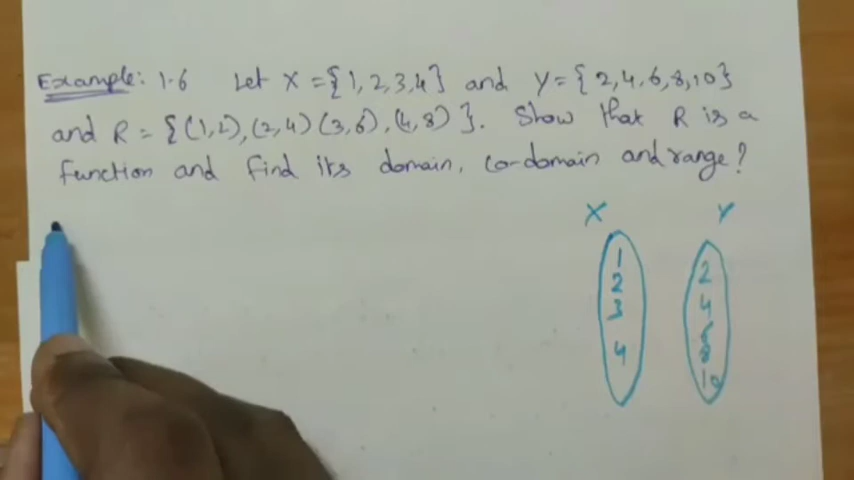 Example: 1.6 Let X = {1,2,3,4} and Y = {2,4,6,8,10}
and R = {(1,2),(2,4)(3,6),(4,8)}. Show that R is a
function and find its domain, co-domain and range?
X Y
1 2
2 4
3 6
4 8
10